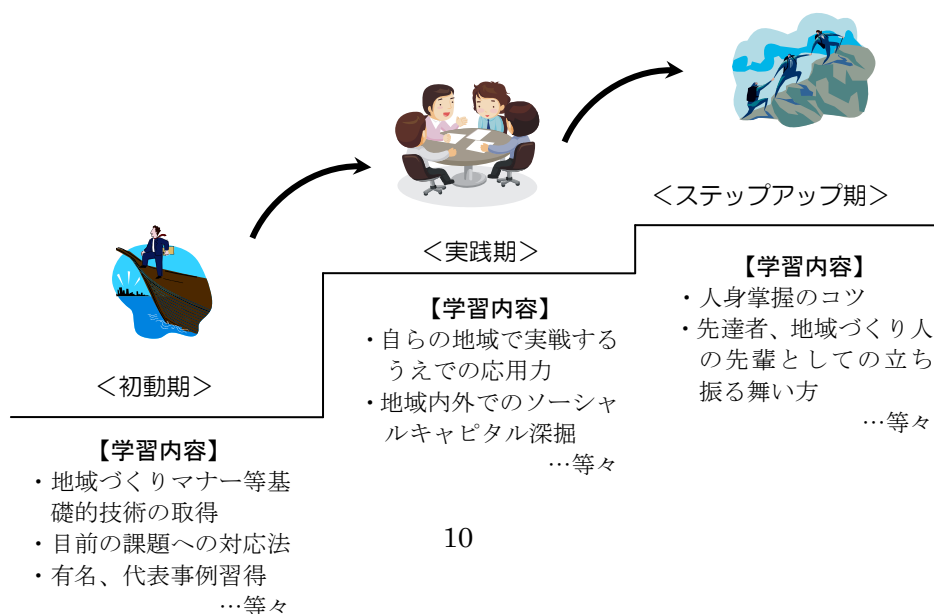 <初動期>
【学習内容】
・地域づくりマナー等基
礎的技術の取得
・目前の課題への対応法
・有名、代表事例習得
…等々
<実践期>
【学習内容】
・自らの地域で実戦する
うえでの応用力
・地域内外でのソーシャ
ルキャピタル深掘
…等々
<ステップアップ期>
【学習内容】
・人身掌握のコツ
・先達者、地域づくり人
の先輩としての立ち
振る舞い方
…等々
10